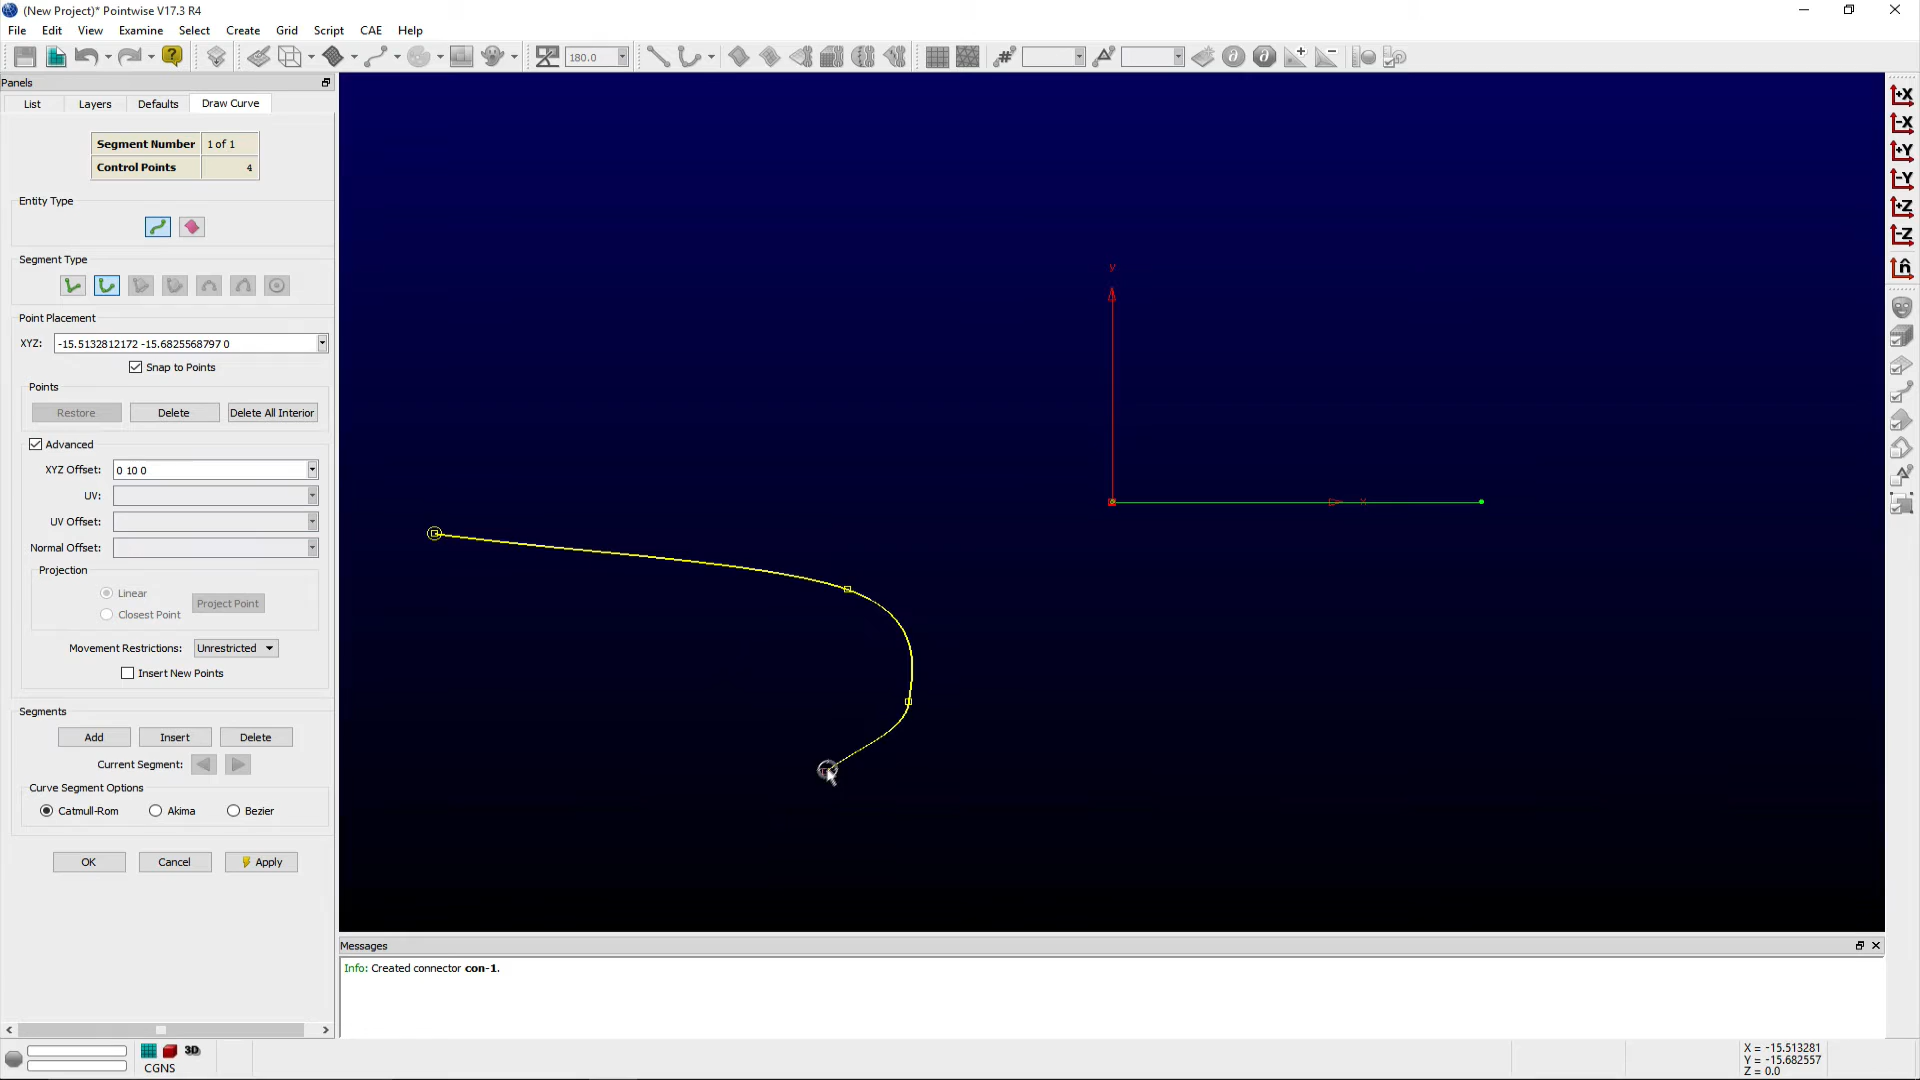 (New Project)* Pointwise V17.3 R4
File Edit View Examine Select Create Grid Script CAE Help
180.0
Panels
List Layers Defaults Draw Curve
Segment Number 1 of 1
Control Points 4
Entity Type
Segment Type
Point Placement
XYZ: -15.5132812172 -15.6825568797 0
Snap to Points
Points
Restore Delete Delete All Interior
Advanced
XYZ Offset: 0 10 0
UV:
UV Offset:
Normal Offset:
Projection
Linear
Project Point
Closest Point
Movement Restrictions: Unrestricted
Insert New Points
Segments
Add Insert Delete
Current Segment:
Curve Segment Options
Catmull-Rom Akima Bezier
OK Cancel Apply
y
x
Messages
Info: Created connector con-1.
+X
-X
+Y
-Y
+Z
-Z
n̂
3D
CGNS
X = -15.513281
Y = -15.682557
Z = 0.0